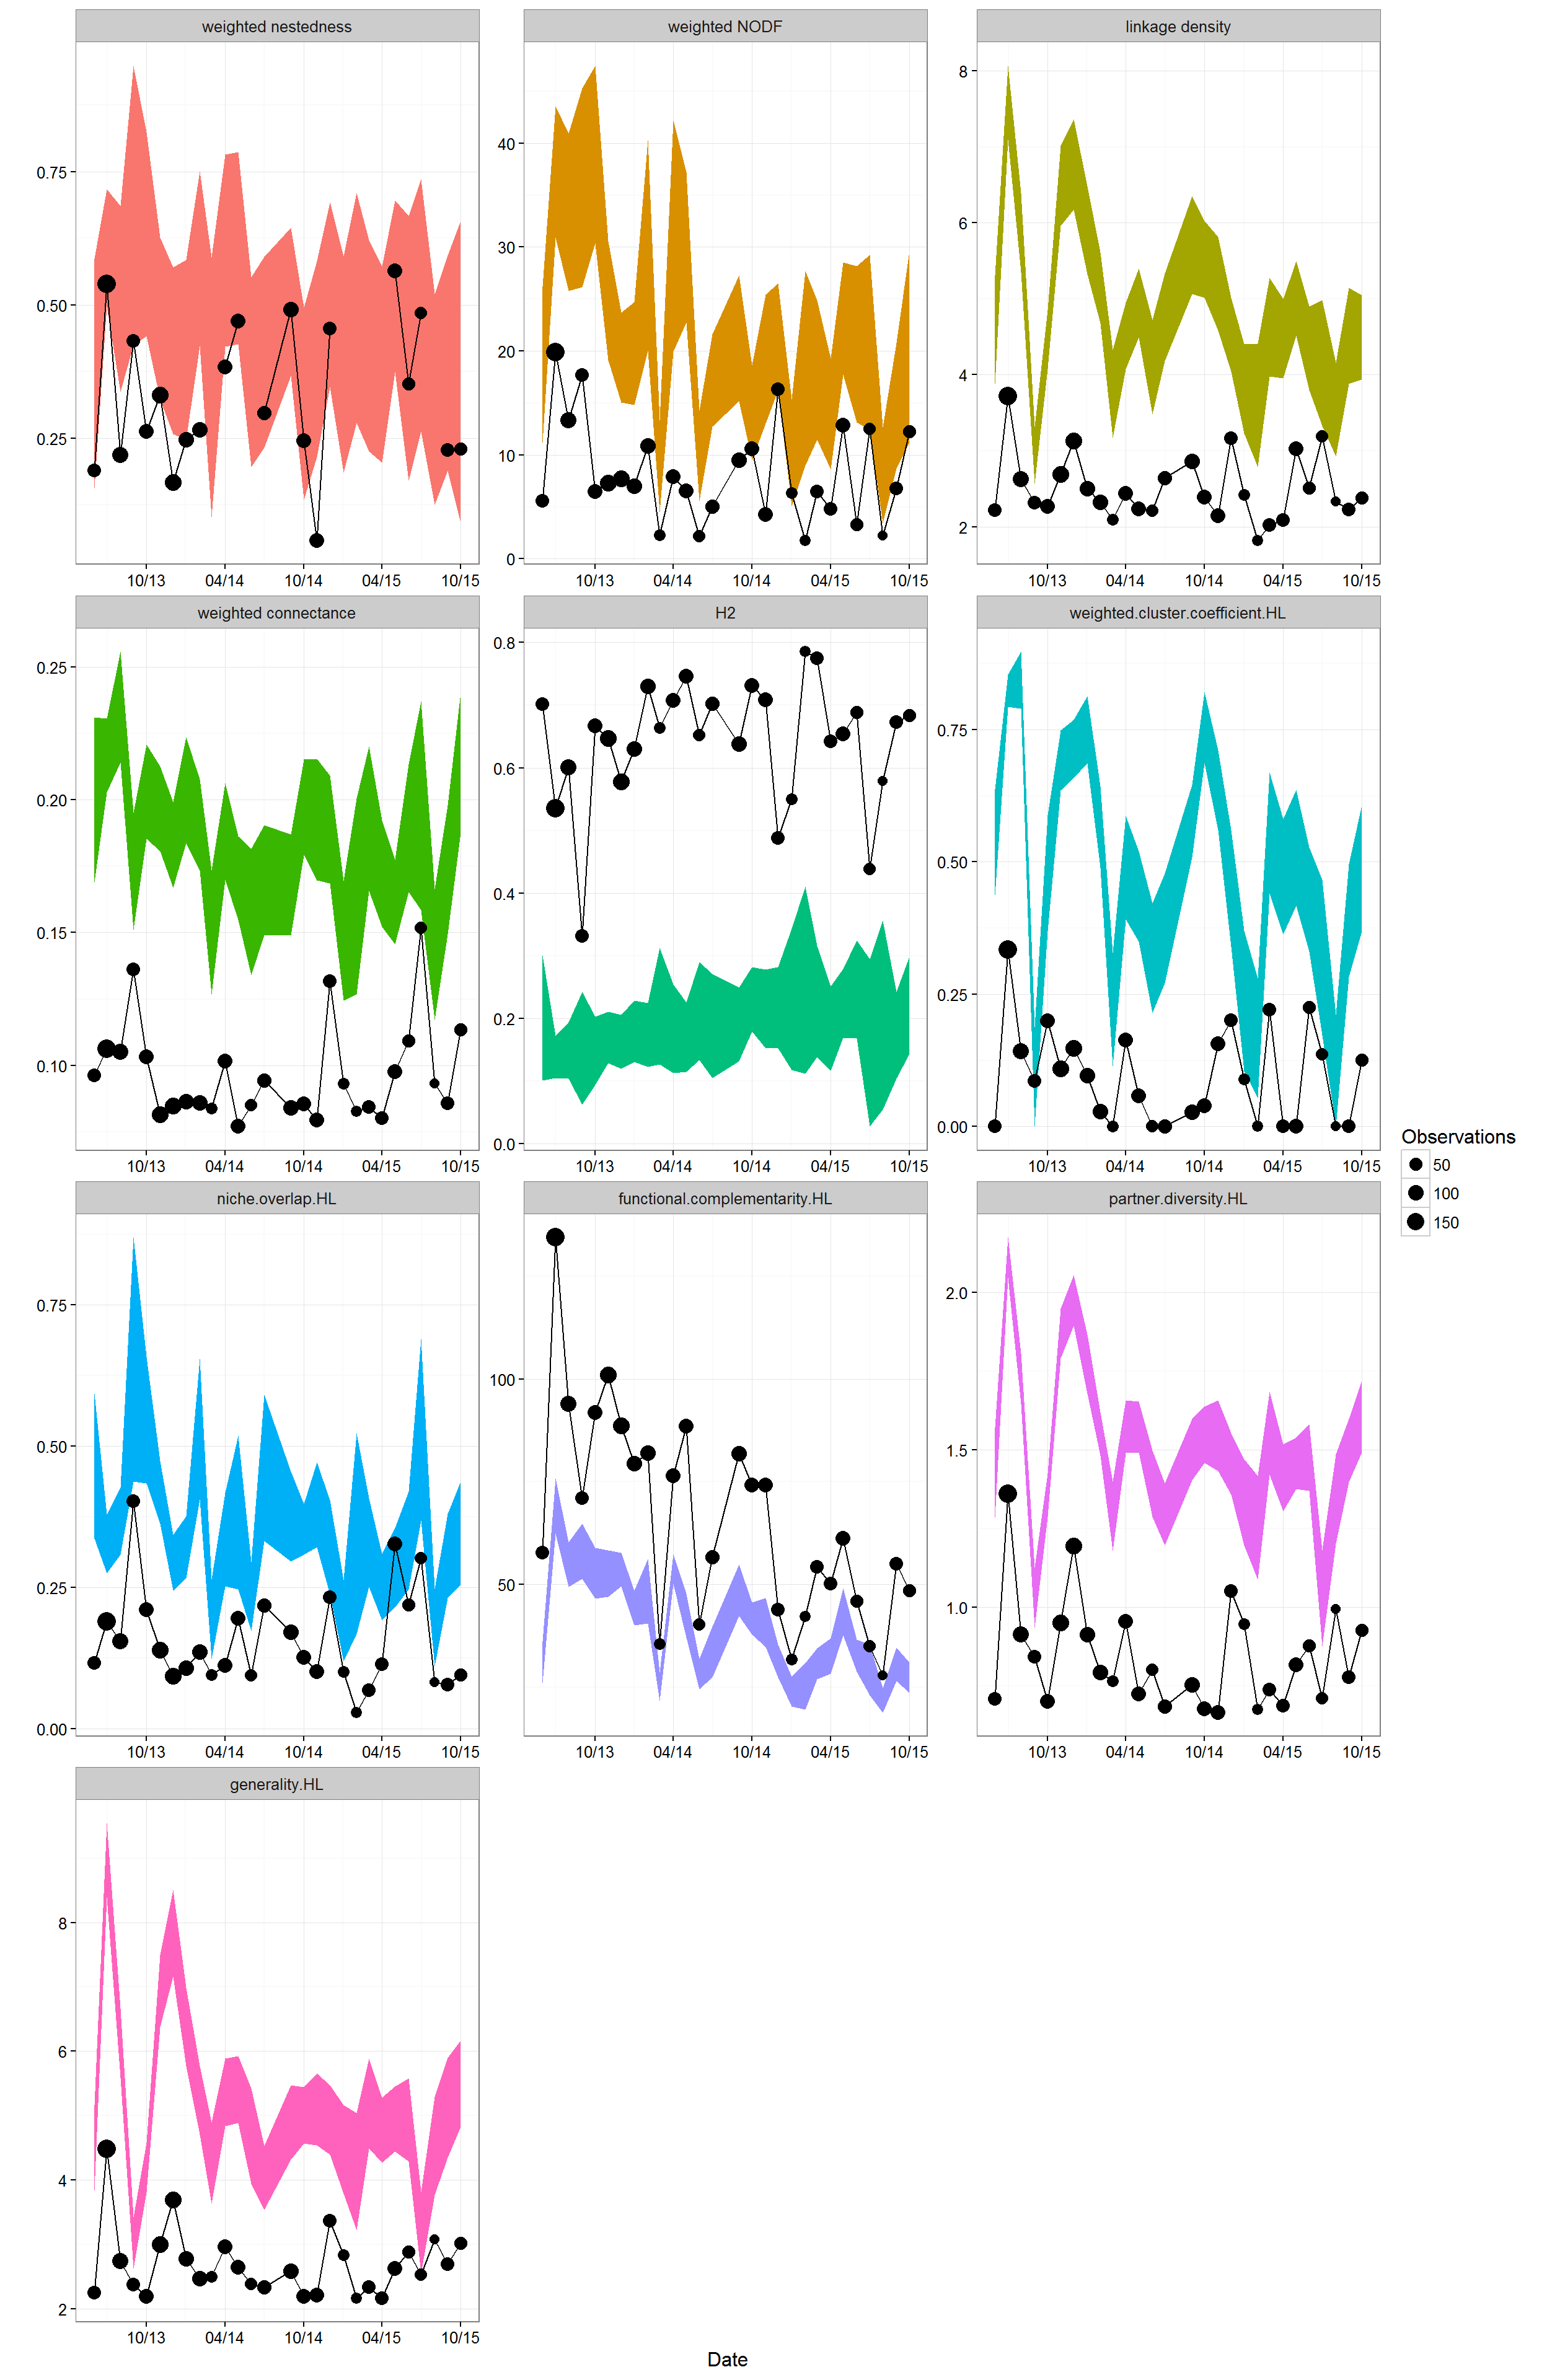 weighted nestedness
weighted NODF
linkage density
0.75
0.50
0.25
40
30
20
10
0
8
6
4
2
10/13 04/14 10/14 04/15 10/15
10/13 04/14 10/14 04/15 10/15
10/13 04/14 10/14 04/15 10/15
weighted connectance
H2
weighted.cluster.coefficient.HL
0.25
0.20
0.15
0.10
0.8
0.6
0.4
0.2
0.0
0.75
0.50
0.25
0.00
10/13 04/14 10/14 04/15 10/15
10/13 04/14 10/14 04/15 10/15
10/13 04/14 10/14 04/15 10/15
Observations
50
100
150
niche.overlap.HL
functional.complementarity.HL
partner.diversity.HL
0.75
0.50
0.25
0.00
100
50
2.0
1.5
1.0
10/13 04/14 10/14 04/15 10/15
10/13 04/14 10/14 04/15 10/15
10/13 04/14 10/14 04/15 10/15
generality.HL
8
6
4
2
10/13 04/14 10/14 04/15 10/15
Date